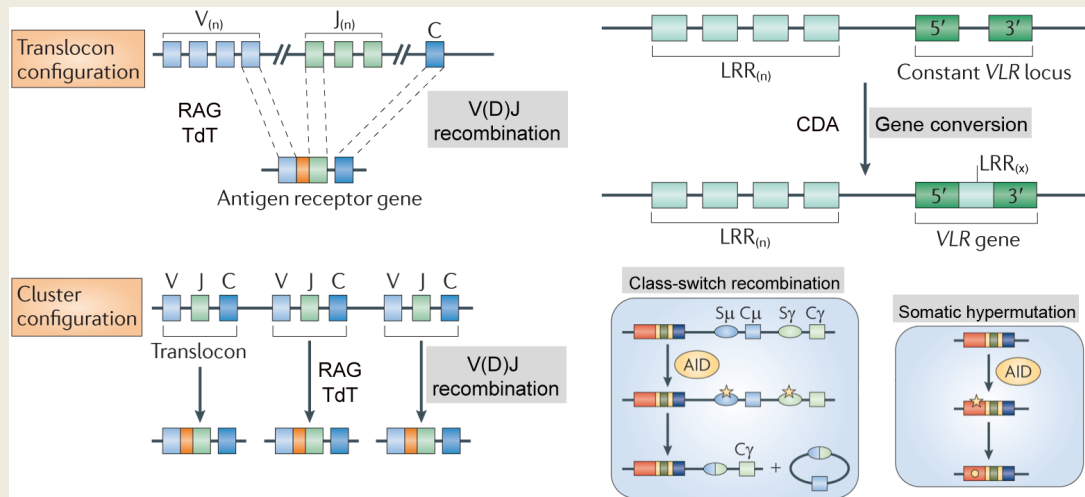 V(n)
J(n)
C
Translocon
configuration
RAG
TdT
V(D)J
recombination
Antigen receptor gene
Cluster
configuration
V J C
V J C
V J C
Translocon
RAG
TdT
V(D)J
recombination
LRR(n)
5′ 3′
Constant VLR locus
CDA
Gene conversion
LRR(x)
LRR(n)
5′ 3′
VLR gene
Class-switch recombination
Sμ Cμ Sγ Cγ
AID
Cγ
+
Somatic hypermutation
AID